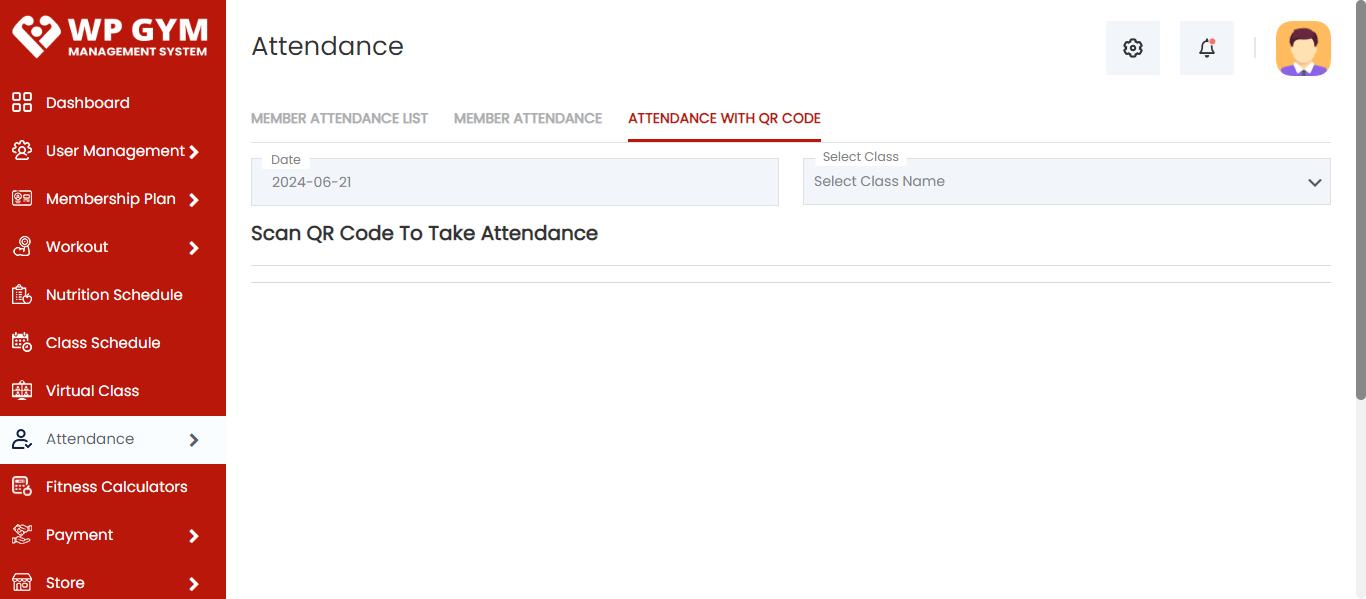 WP GYM
MANAGEMENT SYSTEM
Dashboard
User Management
Membership Plan
Workout
Nutrition Schedule
Class Schedule
Virtual Class
Attendance
Fitness Calculators
Payment
Store
Attendance
MEMBER ATTENDANCE LIST MEMBER ATTENDANCE ATTENDANCE WITH QR CODE
Date
2024-06-21
Select Class
Select Class Name
Scan QR Code To Take Attendance